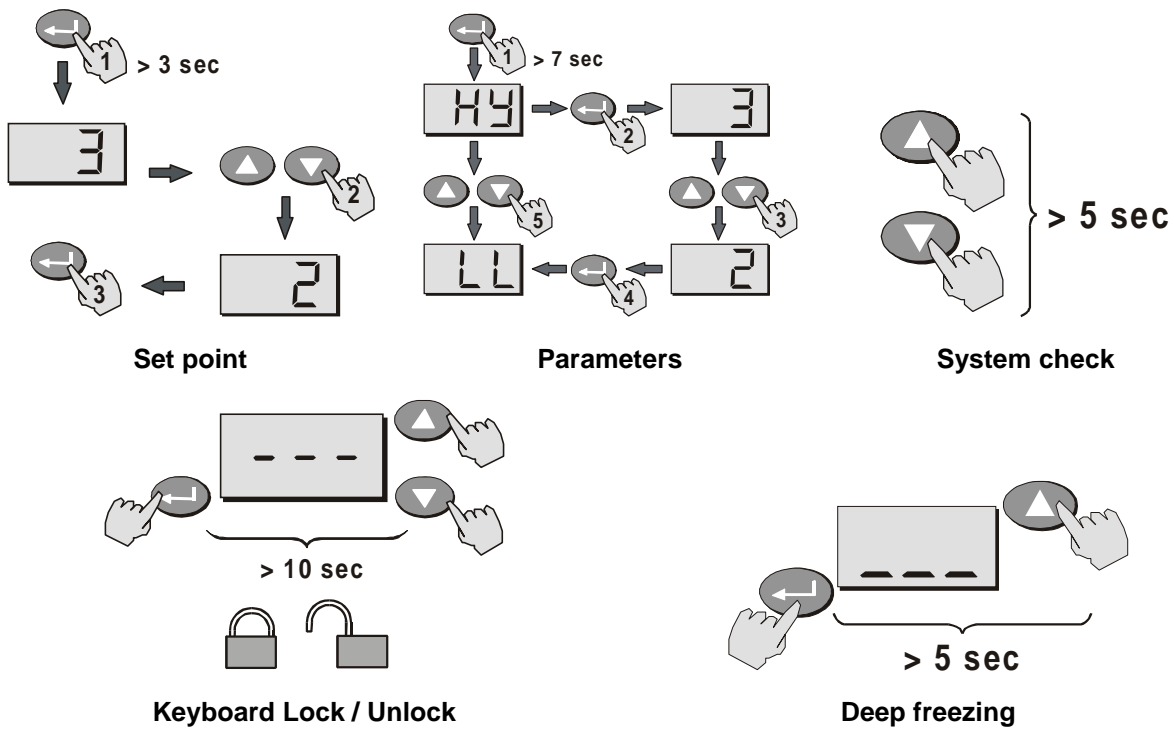 1 > 3 sec
3
2
3
2
Set point
1 > 7 sec
HY
2
3
5
3
LL
4
2
Parameters
> 5 sec
System check
- - -
> 10 sec
Keyboard Lock / Unlock
_ _ _
> 5 sec
Deep freezing